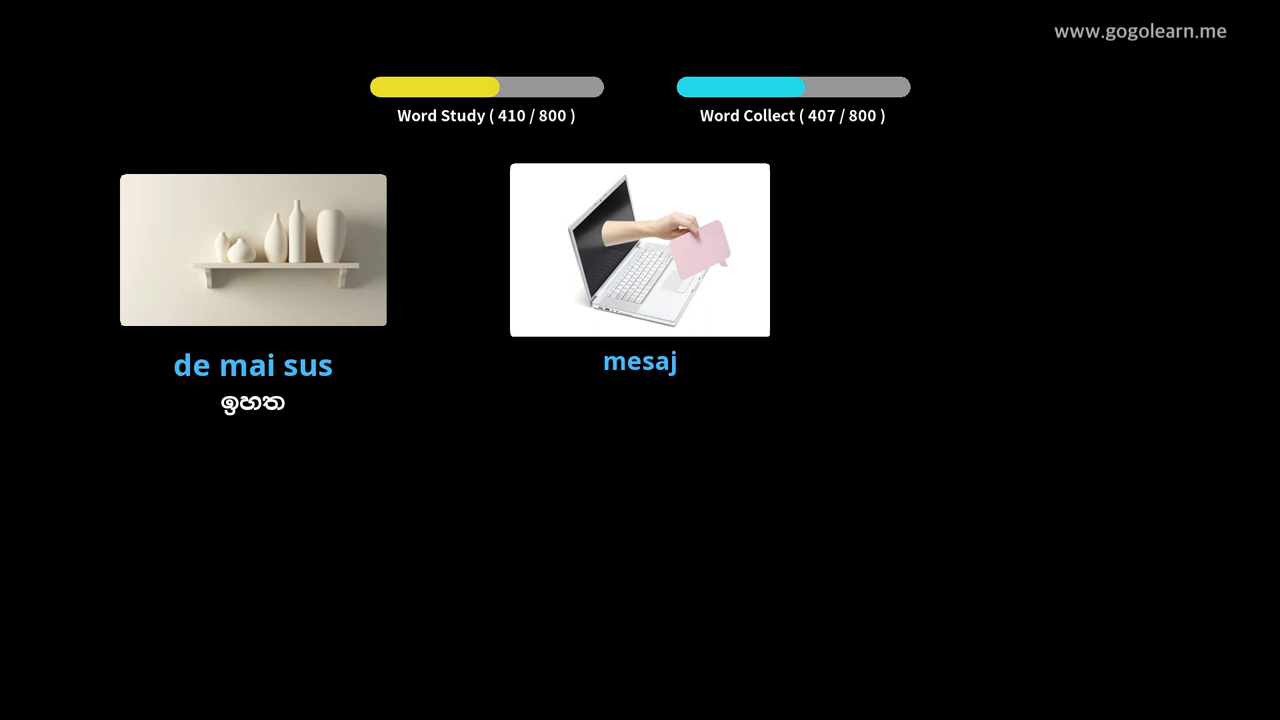 www.gogolearn.me
Word Study ( 410 / 800 )
Word Collect ( 407 / 800 )
de mai sus
ඉහත
mesaj